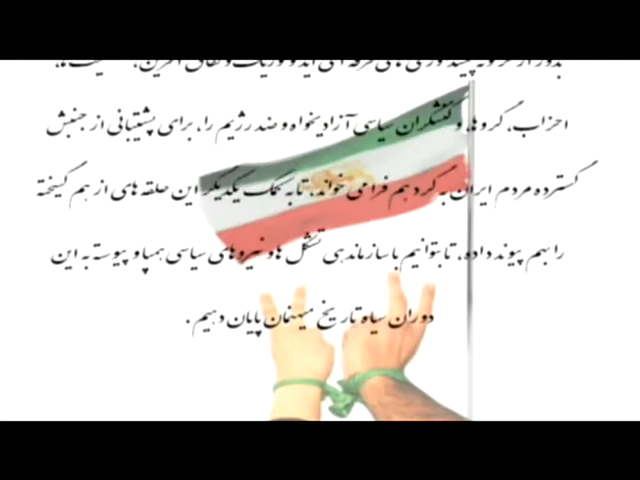 احزاب، گروهها، و کنشگران سیاسی آزادیخواه و ضد رژیم را، برای پشتیبانی از جنبش
گسترده مردم ایران به گرد هم فرا می خواند، تا به کمک یکدیگر این حلقه های از هم گسیخته
را بهم پیوند داده، تا بتوانیم با سازماندهی تشکل ها و نیروهای سیاسی همپا و پیوسته به این
دوران سیاه تاریخ میهنمان پایان دهیم .